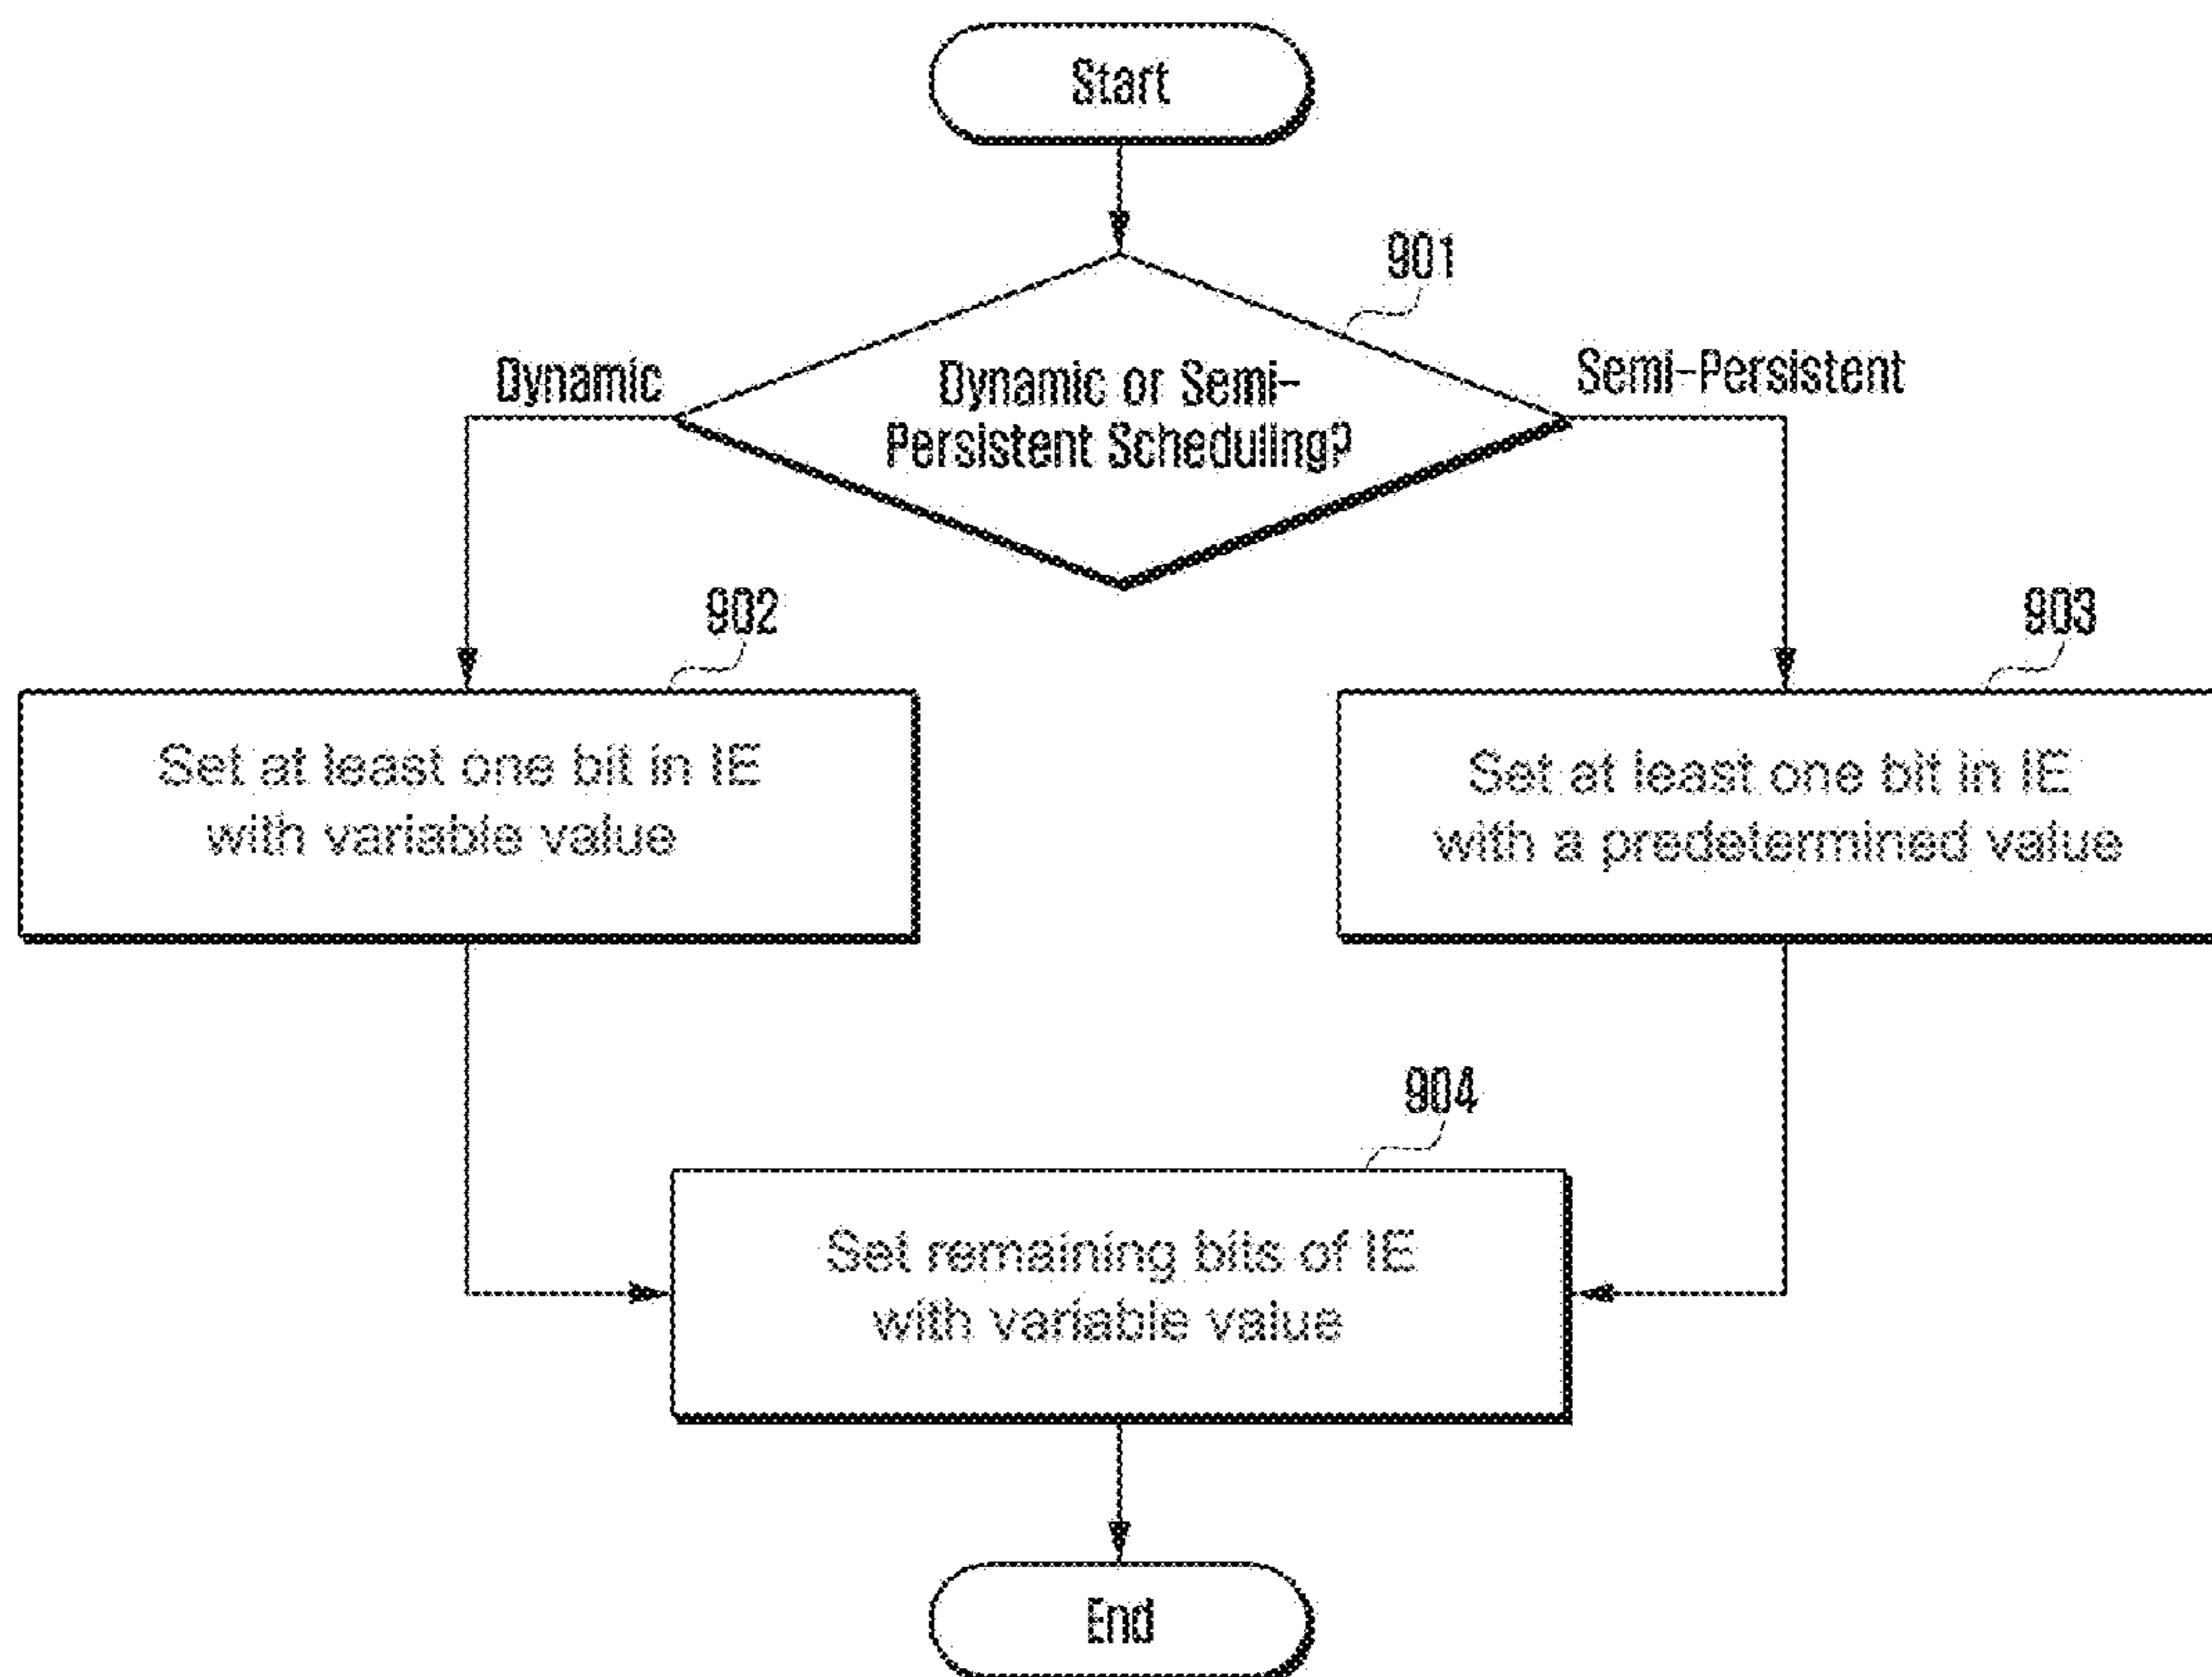 Start
901
Dynamic
Semi-Persistent
Dynamic or Semi-
Persistent Scheduling?
902
903
Set at least one bit in IE
with variable value
Set at least one bit in IE
with a predetermined value
904
Set remaining bits of IE
with variable value
End